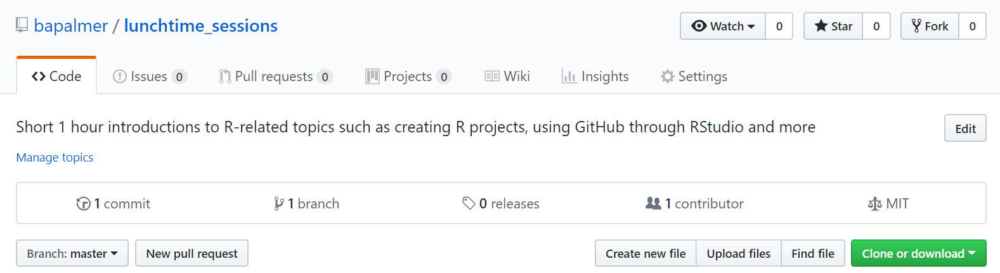 bapalmer / lunchtime_sessions
Watch 0 Star 0 Fork 0
Code Issues 0 Pull requests 0 Projects 0 Wiki Insights Settings
Short 1 hour introductions to R-related topics such as creating R projects, using GitHub through RStudio and more
Edit
Manage topics
1 commit 1 branch 0 releases 1 contributor MIT
Branch: master New pull request Create new file Upload files Find file Clone or download